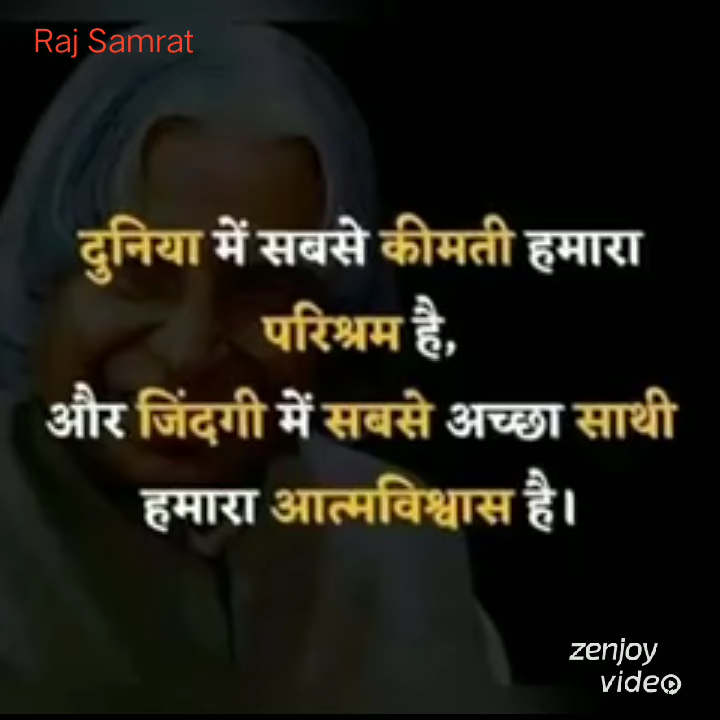 Raj Samrat
दुनिया में सबसे कीमती हमारा
परिश्रम है,
और जिंदगी में सबसे अच्छा साथी
हमारा आत्मविश्वास है।
zenjoy
video